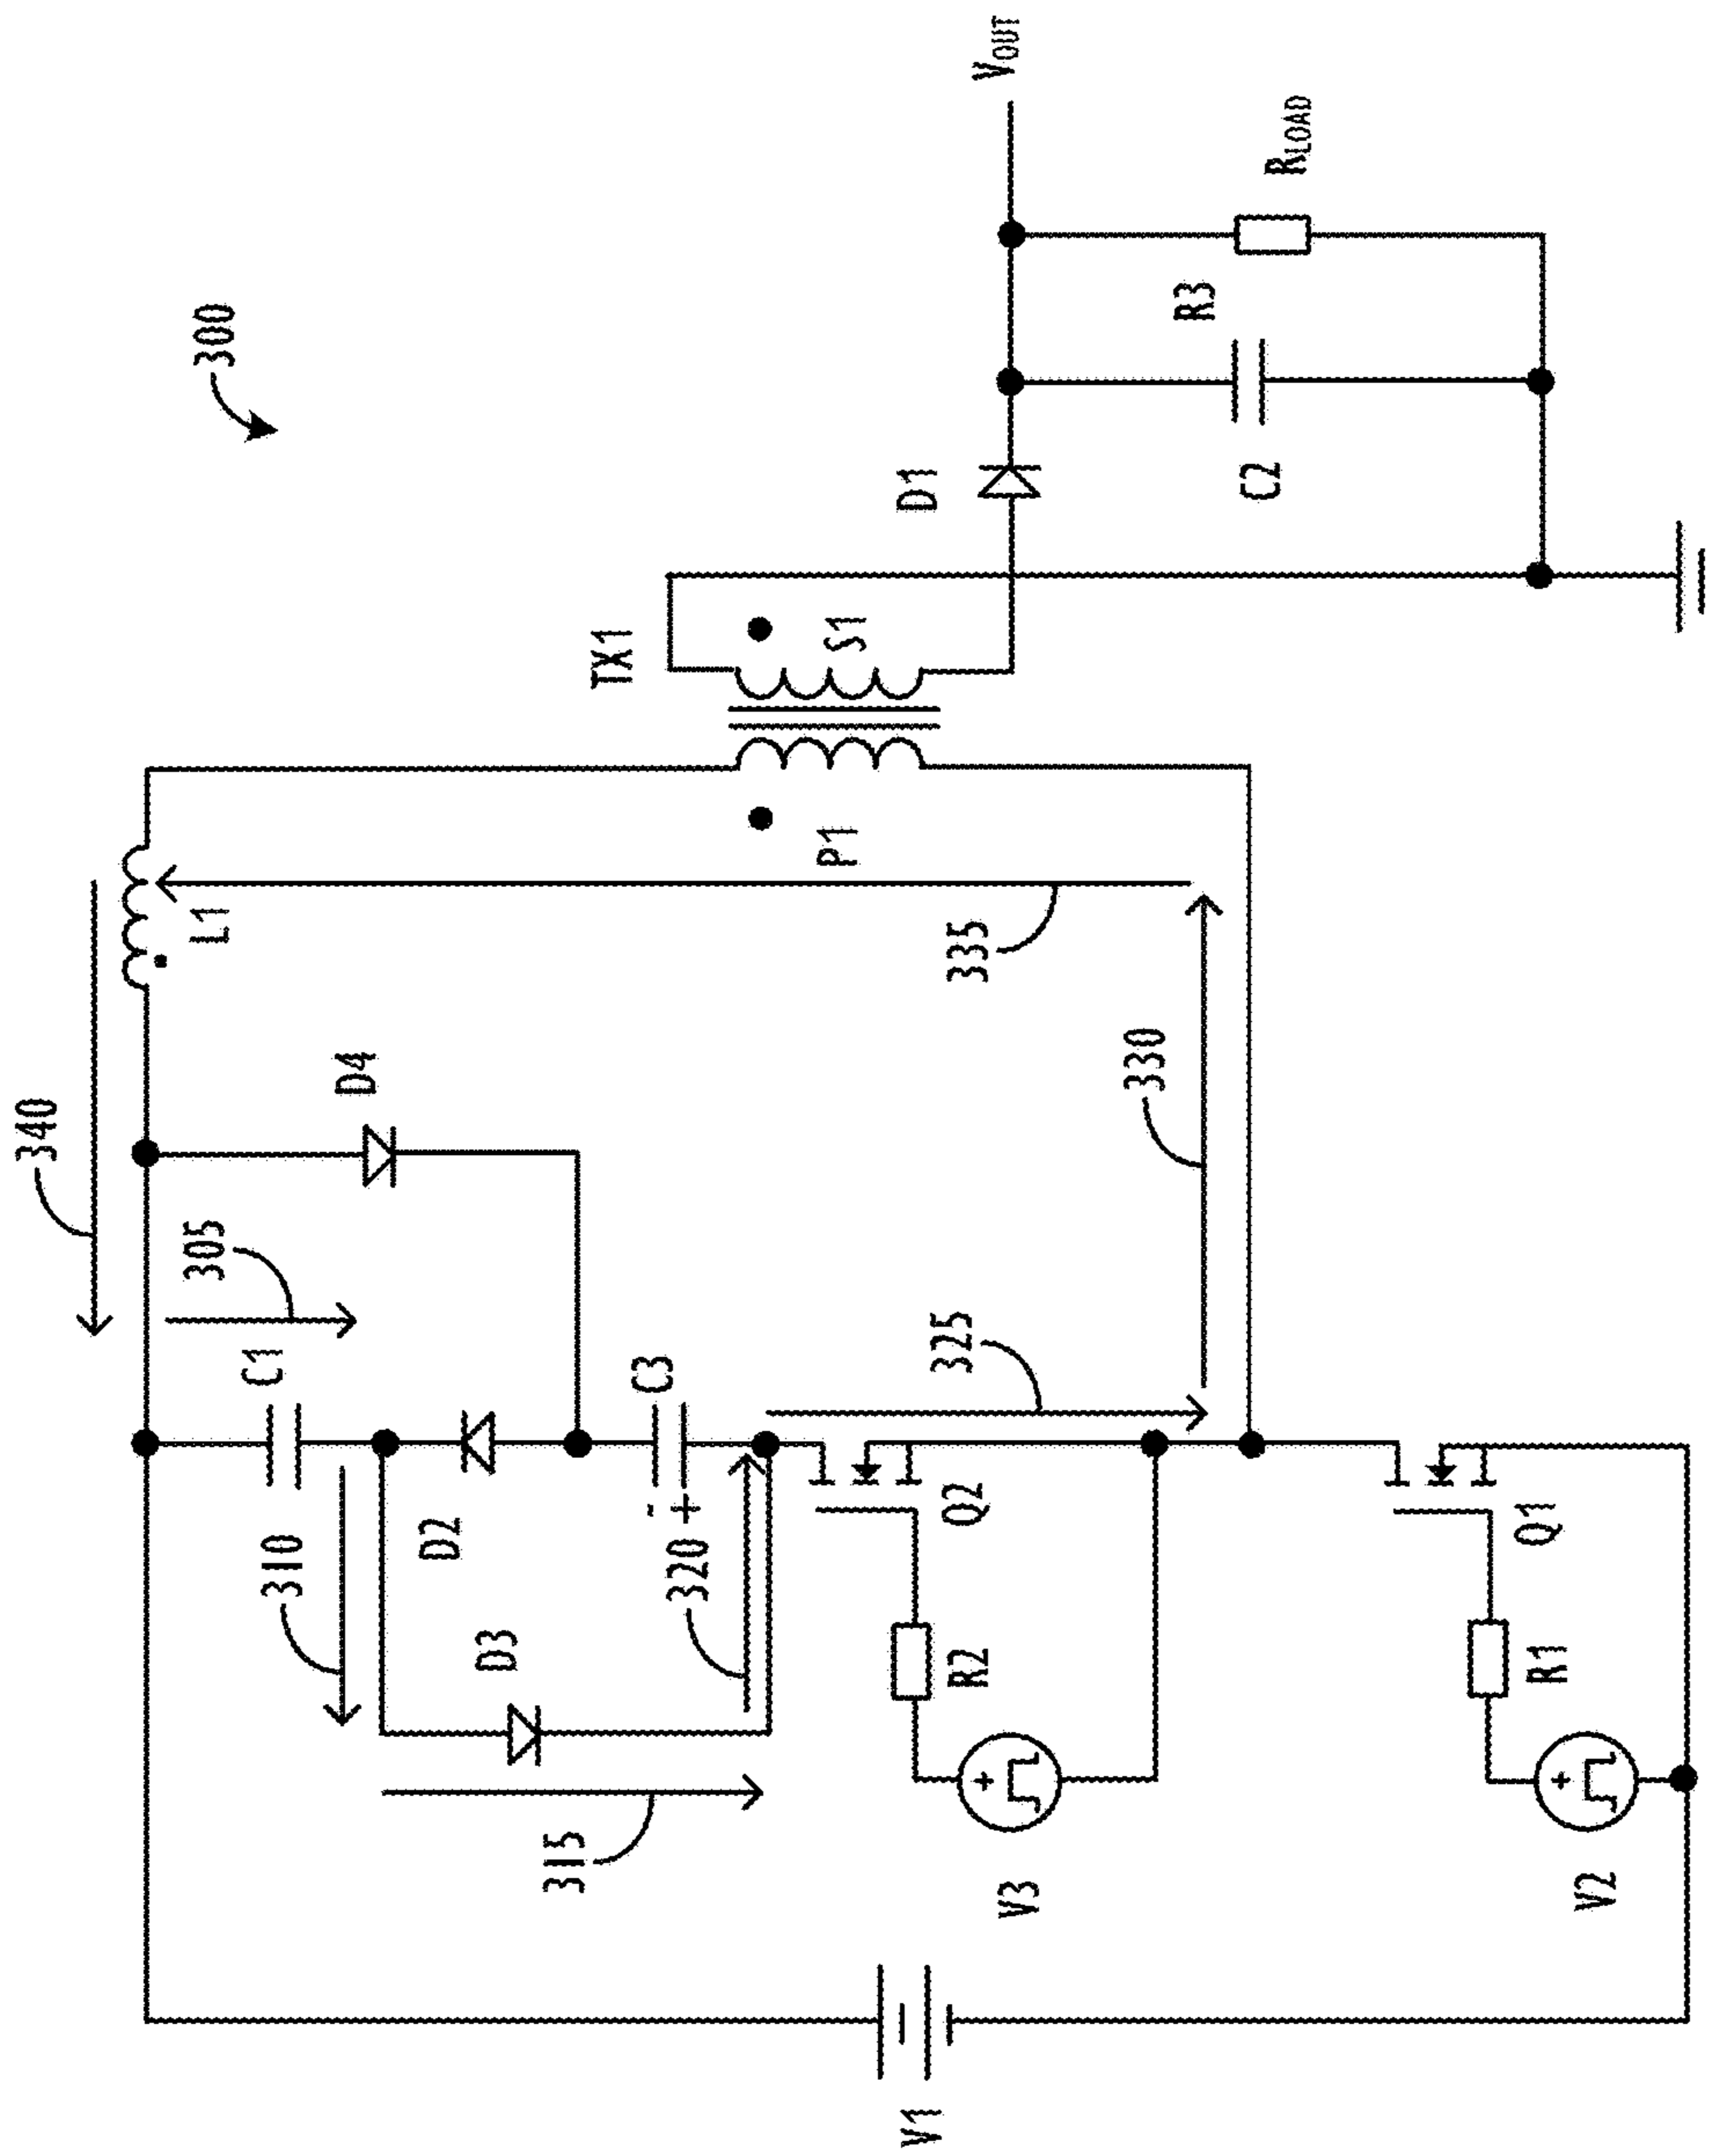 300
340
L1
TX1
P1
S1
D1
VOUT
RLOAD
R3
C2
D4
305
C1
310
D2
D3
315
C3
- +
320
325
330
335
Q2
R2
+
V3
Q1
R1
+
V2
V1